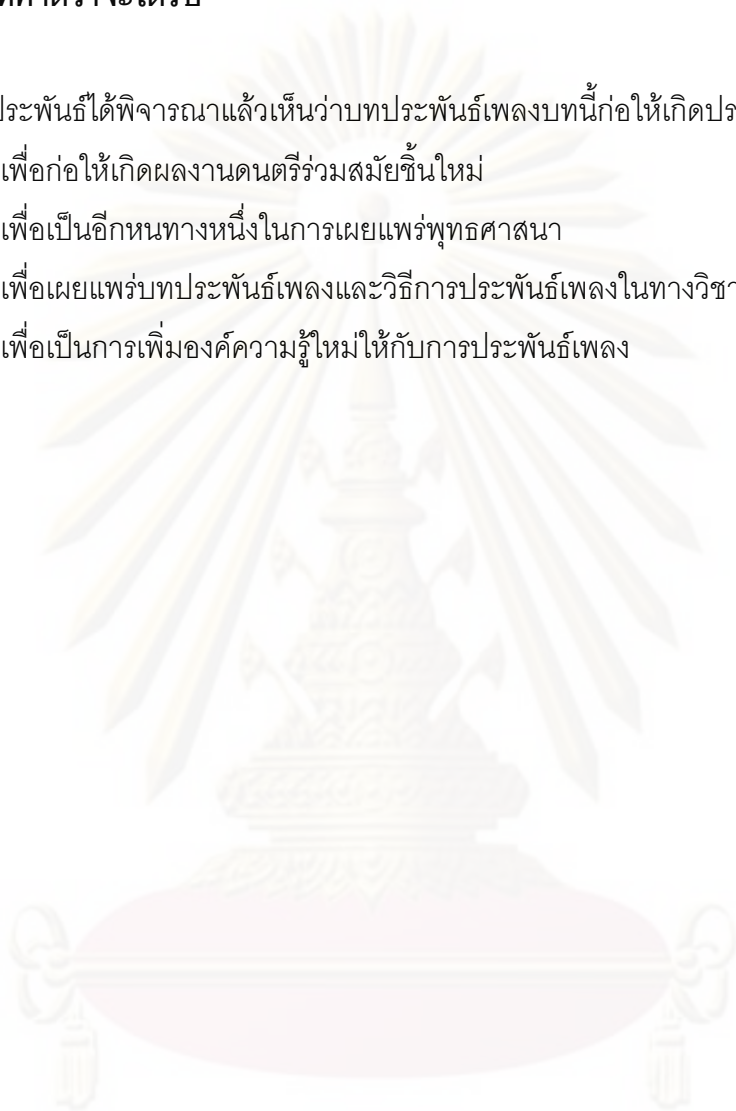 ประพันธ์ได้พิจารณาแล้วเห็นว่าบทประพันธ์เพลงบทนี้ก่อให้เกิดประ
เพื่อก่อให้เกิดผลงานดนตรีร่วมสมัยชิ้นใหม่
เพื่อเป็นอีกหนทางหนึ่งในการเผยแพร่พุทธศาสนา
เพื่อเผยแพร่บทประพันธ์เพลงและวิธีการประพันธ์เพลงในทางวิชา
เพื่อเป็นการเพิ่มองค์ความรู้ใหม่ให้กับการประพันธ์เพลง